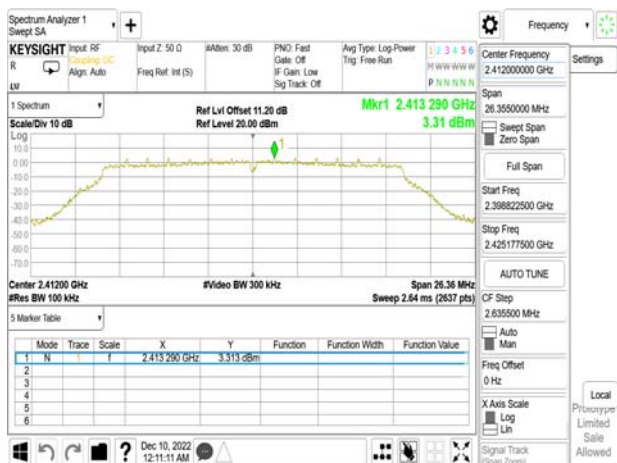 Spectrum Analyzer 1
Swept SA
+
Frequency
KEYSIGHT
R
Input: RF
Coupling: DC
Align: Auto
Input Z: 50 Ω
Freq Ref: Int (S)
#Atten: 30 dB
PNO: Fast
Gate: Off
IF Gain: Low
Sig Track: Off
Avg Type: Log-Power
Trig: Free Run
1 2 3 4 5 6
M W W W W W
P N N N N N
Center Frequency
2.412000000 GHz
Settings
Span
26.3550000 MHz
Swept Span
Zero Span
Full Span
Start Freq
2.398822500 GHz
Stop Freq
2.425177500 GHz
AUTO TUNE
CF Step
2.635500 MHz
Auto
Man
Freq Offset
0 Hz
X Axis Scale
Log
Lin
Signal Track
(Span Zoom)
Local
Prototype
Limited
Sale
Allowed
1 Spectrum
Scale/Div 10 dB
Ref Lvl Offset 11.20 dB
Ref Level 20.00 dBm
Mkr1 2.413 290 GHz
3.31 dBm
Log
10.0
0.00
-10.0
-20.0
-30.0
-40.0
-50.0
-60.0
-70.0
1
Center 2.41200 GHz
#Res BW 100 kHz
#Video BW 300 kHz
Span 26.36 MHz
Sweep 2.64 ms (2637 pts)
5 Marker Table
Mode Trace Scale X Y Function Function Width Function Value
1 N 1 f 2.413 290 GHz 3.313 dBm
2
3
4
5
6
?
Dec 10, 2022
12:11:11 AM